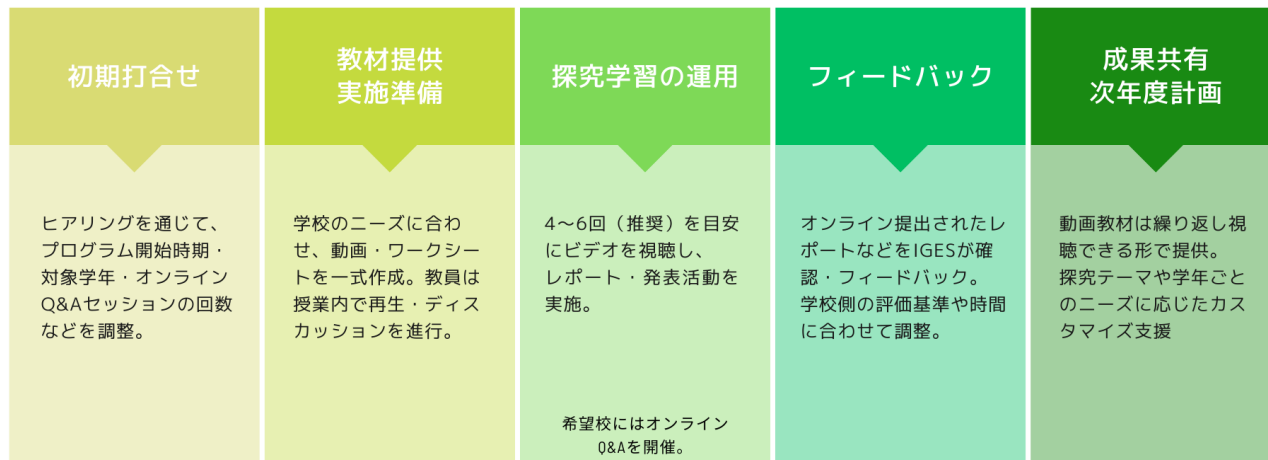 初期打合せ
ヒアリングを通じて、
プログラム開始時期・
対象学年・オンライン
Q&Aセッションの回数
などを調整。
教材提供
実施準備
学校のニーズに合わ
せ、動画・ワークシー
トを一式作成。教員は
授業内で再生・ディス
カッションを進行。
探究学習の運用
4〜6回（推奨）を目安
にビデオを視聴し、
レポート・発表活動を
実施。
希望校にはオンライン
Q&Aを開催。
フィードバック
オンライン提出されたレ
ポートなどをIGESが確
認・フィードバック。
学校側の評価基準や時間
に合わせて調整。
成果共有
次年度計画
動画教材は繰り返し視
聴できる形で提供。
探究テーマや学年ごと
のニーズに応じたカス
タマイズ支援